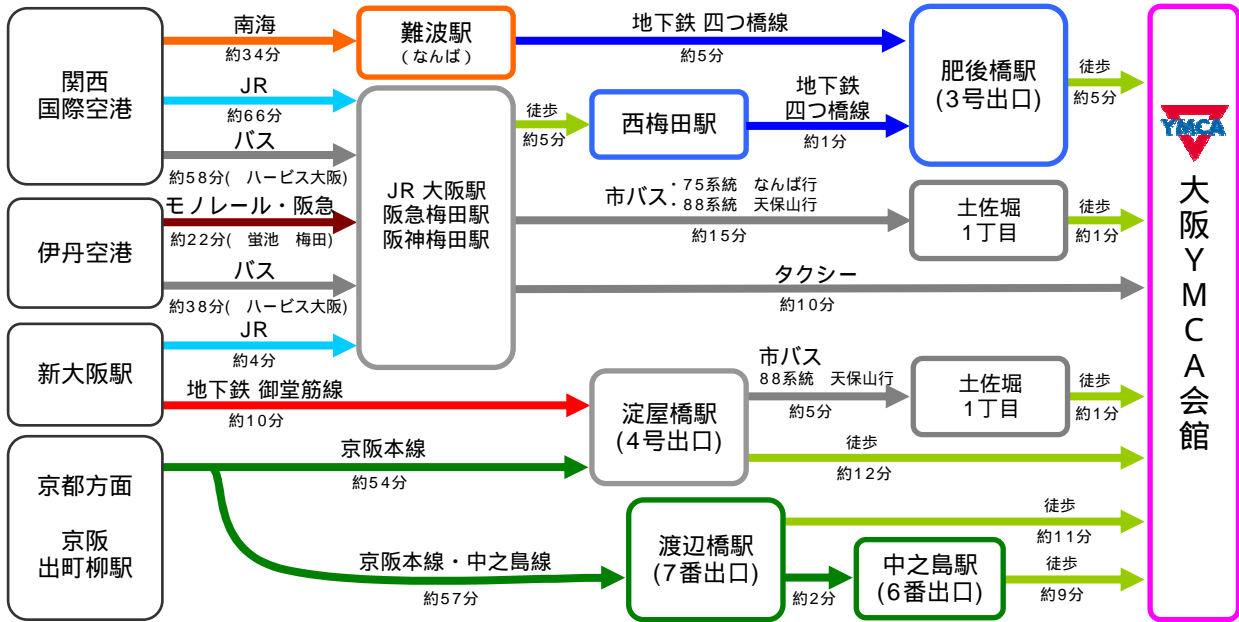 関西
国際空港
南海
約34分
難波駅
（なんば）
地下鉄 四つ橋線
約5分
肥後橋駅
(3号出口)
徒歩
約5分
JR
約66分
バス
約58分(　ハービス大阪)
JR 大阪駅
阪急梅田駅
阪神梅田駅
徒歩
約5分
西梅田駅
地下鉄
四つ橋線
約1分
伊丹空港
モノレール・阪急
約22分(　蛍池　梅田)
バス
約38分(　ハービス大阪)
市バス
・75系統　なんば行
・88系統　天保山行
約15分
土佐堀
1丁目
徒歩
約1分
タクシー
約10分
新大阪駅
JR
約4分
地下鉄 御堂筋線
約10分
淀屋橋駅
(4号出口)
市バス
88系統　天保山行
約5分
土佐堀
1丁目
徒歩
約1分
徒歩
約12分
京都方面
京阪
出町柳駅
京阪本線
約54分
京阪本線・中之島線
約57分
渡辺橋駅
(7番出口)
徒歩
約11分
約2分
中之島駅
(6番出口)
徒歩
約9分
YMCA
大阪YMCA会館